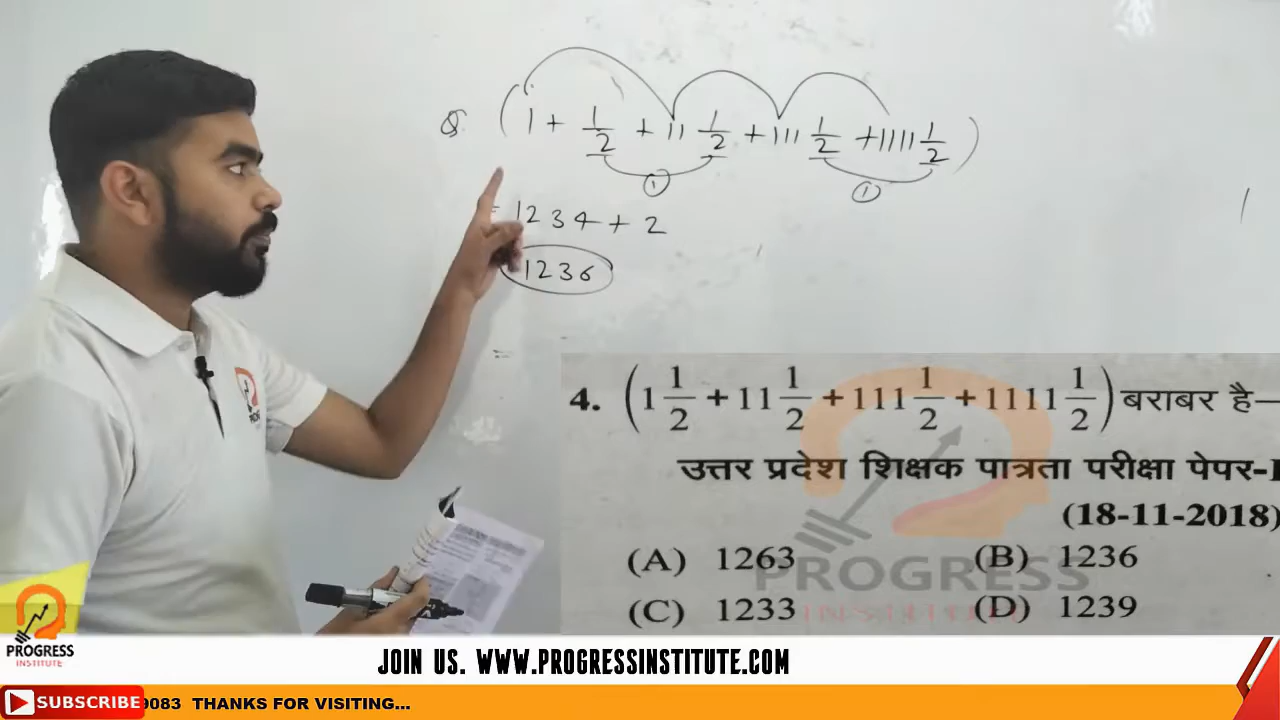 Q. (1 + 1/2 + 11 1/2 + 111 1/2 + 1111 1/2)
1
1
= 1234 + 2
1236
4. (1 1/2 + 11 1/2 + 111 1/2 + 1111 1/2) बराबर है—
उत्तर प्रदेश शिक्षक पात्रता परीक्षा पेपर-I
(18-11-2018)
(A) 1263 (B) 1236
(C) 1233 (D) 1239
PROGRESS
INSTITUTE
PROGRESS
INSTITUTE
JOIN US. WWW.PROGRESSINSTITUTE.COM
SUBSCRIBE 9083 THANKS FOR VISITING...